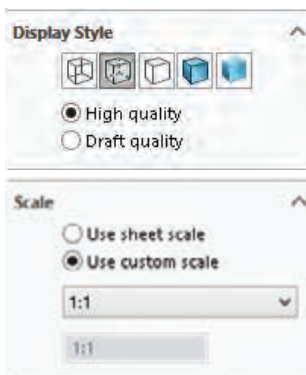 Display Style
High quality
Draft quality
Scale
Use sheet scale
Use custom scale
1:1
1:1